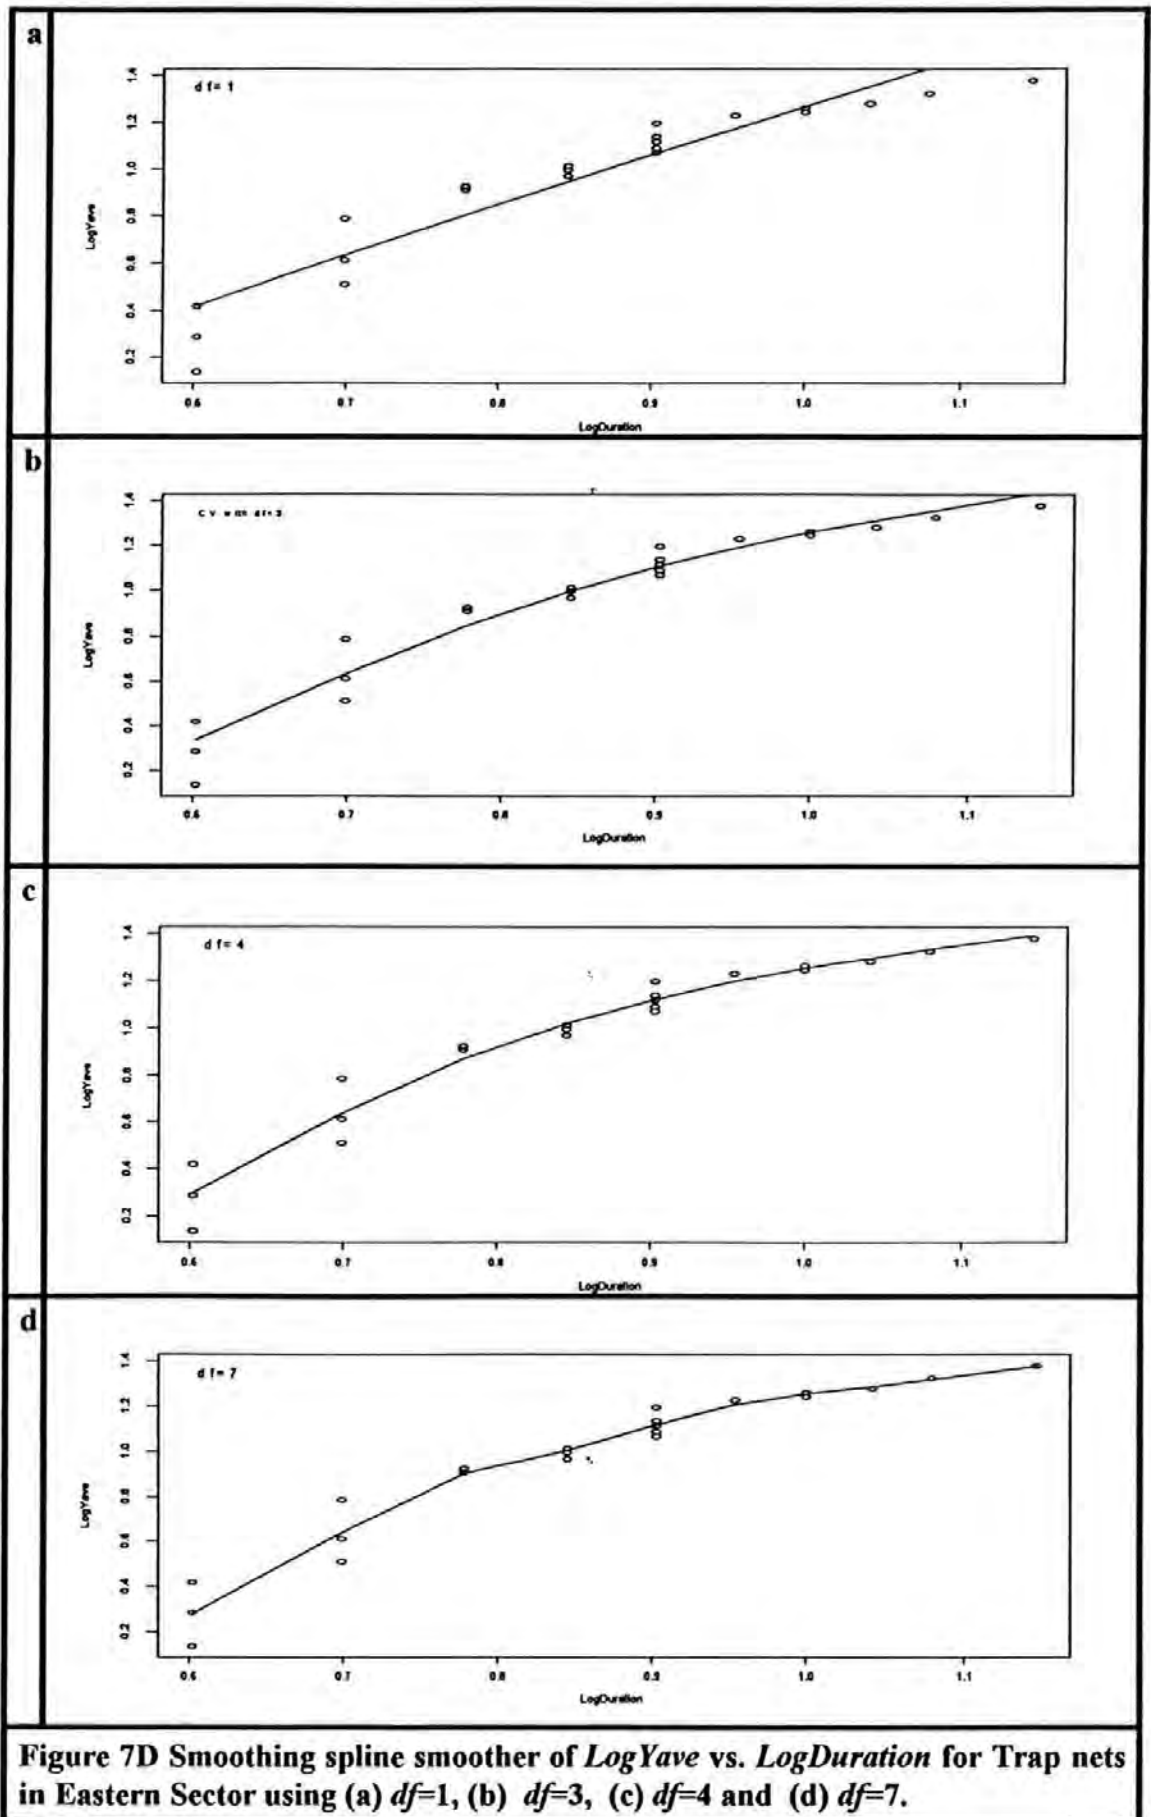 a
df= 1
1.4
1.2
1.0
0.8
0.6
0.4
0.2
LogYave
0.6 0.7 0.8 0.9 1.0 1.1
LogDuration
b
CV with df=3
1.4
1.2
1.0
0.8
0.6
0.4
0.2
LogYave
0.6 0.7 0.8 0.9 1.0 1.1
LogDuration
c
df= 4
1.4
1.2
1.0
0.8
0.6
0.4
0.2
LogYave
0.6 0.7 0.8 0.9 1.0 1.1
LogDuration
d
df= 7
1.4
1.2
1.0
0.8
0.6
0.4
0.2
LogYave
0.6 0.7 0.8 0.9 1.0 1.1
LogDuration
Figure 7D Smoothing spline smoother of LogYave vs. LogDuration for Trap nets
in Eastern Sector using (a) df=1, (b) df=3, (c) df=4 and (d) df=7.